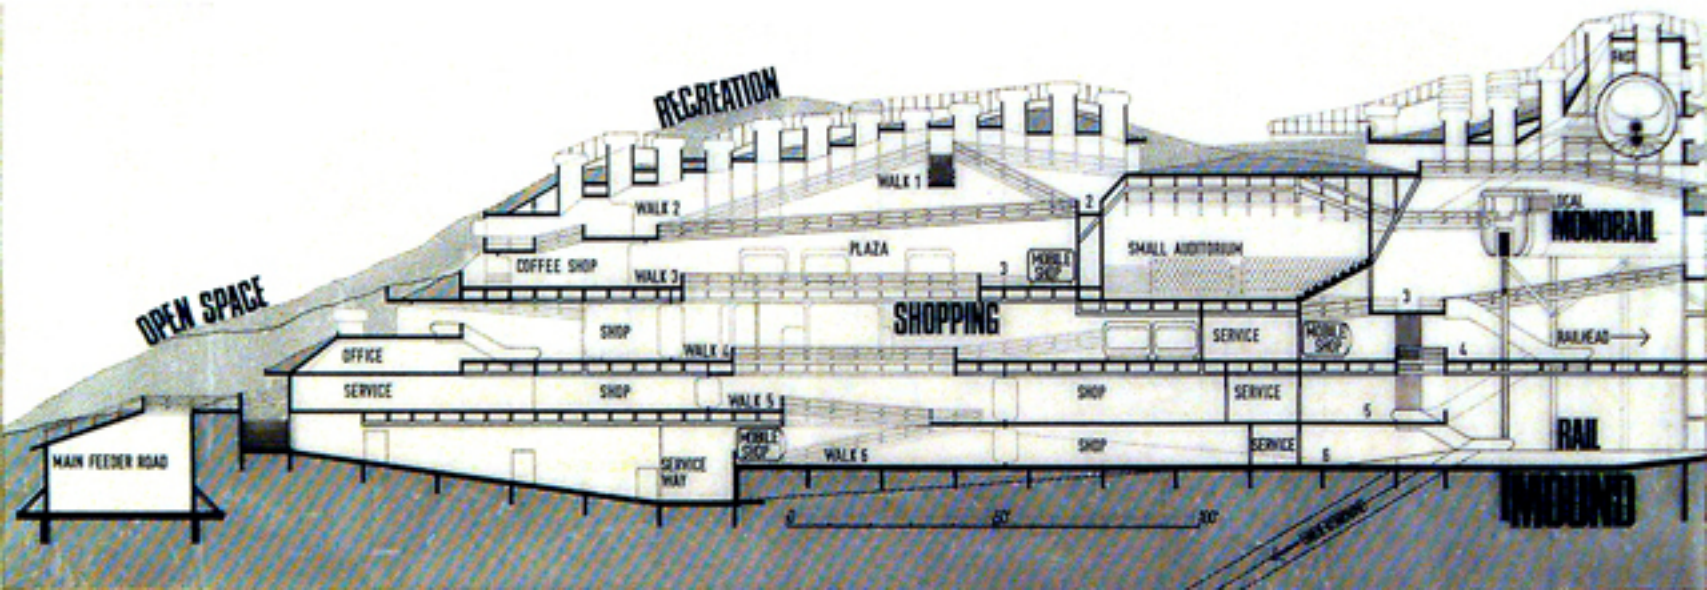 RECREATION
FAST
WALK 1
WALK 2
2
LOCAL
MONORAIL
OPEN SPACE
COFFEE SHOP
WALK 3
PLAZA
3
MOBILE
SHOP
SMALL AUDITORIUM
SHOPPING
3
OFFICE
SHOP
WALK 4
SERVICE
MOBILE
SHOP
4
RAILHEAD
SERVICE
SHOP
WALK 5
SHOP
SERVICE
5
MAIN FEEDER ROAD
SERVICE
WAY
MOBILE
SHOP
WALK 6
SHOP
SERVICE
6
RAIL
MOUND
0
50'
100'